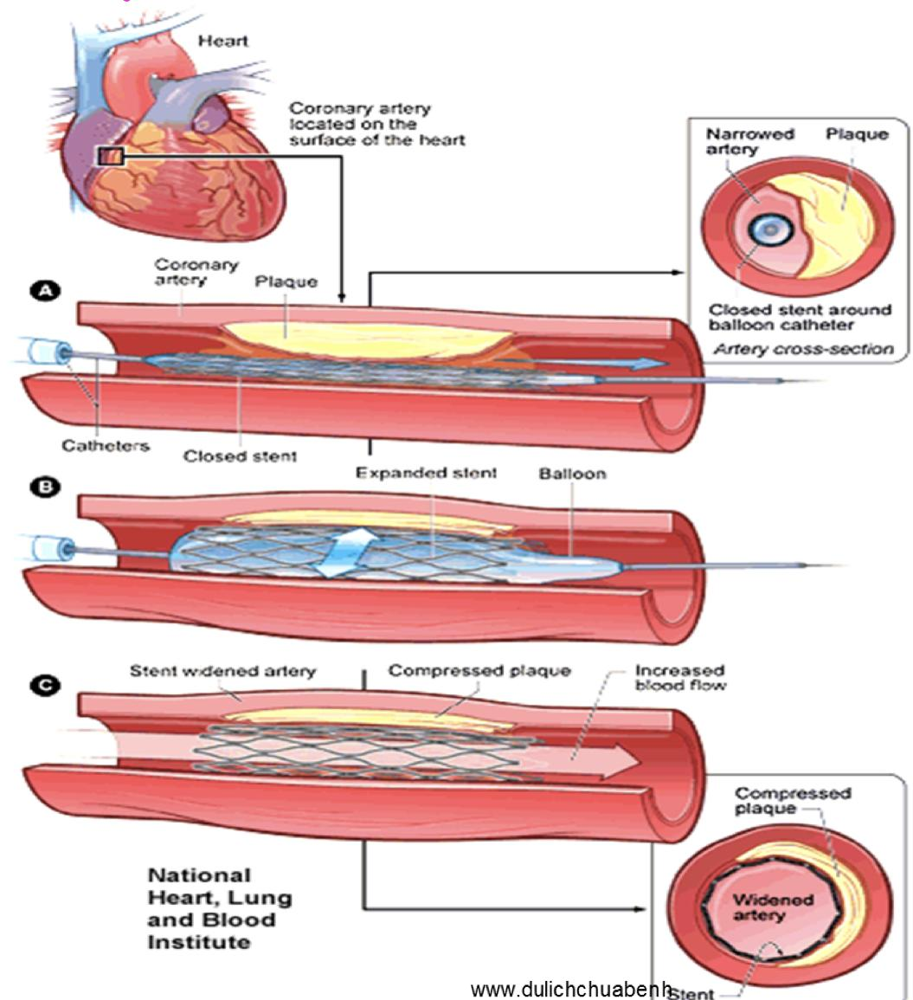 Heart
Coronary artery
located on the
surface of the heart
Narrowed
artery
Plaque
Closed stent around
balloon catheter
Artery cross-section
A
Coronary
artery
Plaque
Catheters
Closed stent
B
Expanded stent
Balloon
C
Stent widened artery
Compressed plaque
Increased
blood flow
Compressed
plaque
Widened
artery
Stent
National
Heart, Lung
and Blood
Institute
www.dulichchuabenh